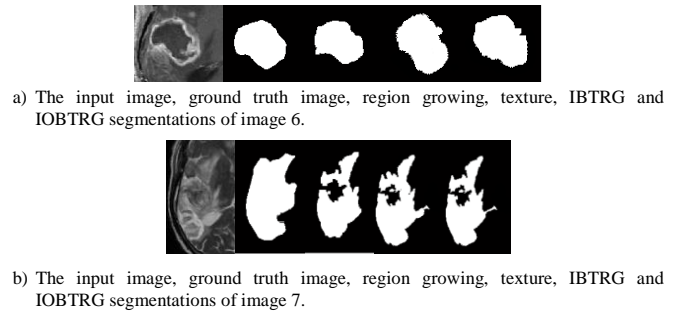 a) The input image, ground truth image, region growing, texture, IBTRG and
IOBTRG segmentations of image 6.
b) The input image, ground truth image, region growing, texture, IBTRG and
IOBTRG segmentations of image 7.